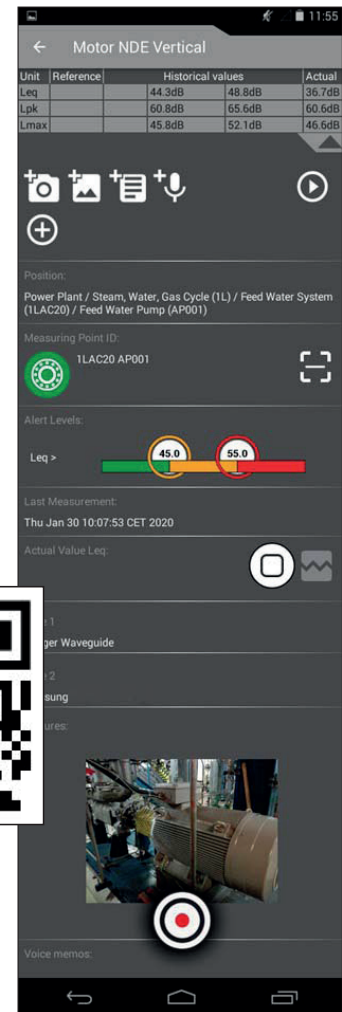 11:55
Motor NDE Vertical
Unit Reference Historical values Actual
Leq 44.3dB 48.8dB 36.7dB
Lpk 60.8dB 65.6dB 60.6dB
Lmax 45.8dB 52.1dB 46.6dB
Position:
Power Plant / Steam, Water, Gas Cycle (1L) / Feed Water System
(1LAC20) / Feed Water Pump (AP001)
Measuring Point ID:
1LAC20 AP001
Alert Levels:
Leq > 45.0 55.0
Last Measurement:
Thu Jan 30 10:07:53 CET 2020
Actual Value Leq:
1
ger Waveguide
2
sung
ures:
Voice memos: